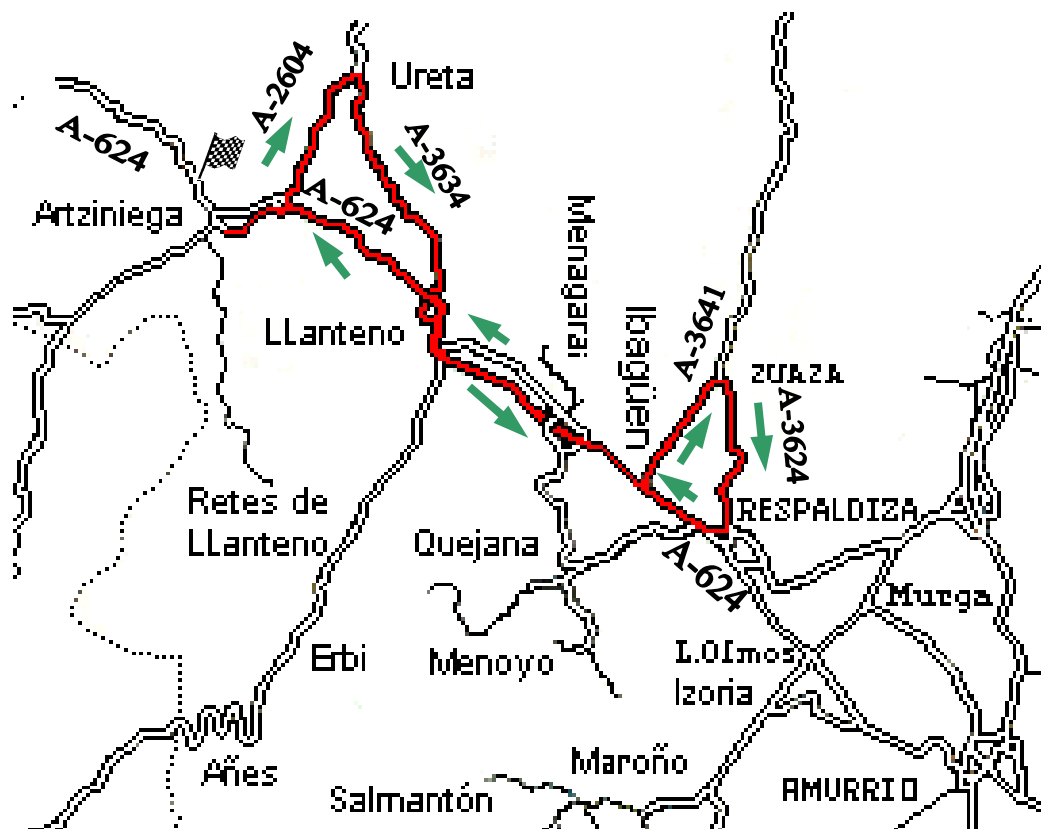 A-2604
Ureta
A-624
A-3634
Artziniega
A-624
Menagarai
LLanteno
Ibagüen
A-3641
ZUAZA
A-3624
Retes de
LLanteno
Quejana
RESPALDIZA
A-624
Murga
Erbi
Menoyo
L.Olmos
Izoria
Añes
Maroño
Salmantón
AMURRIO